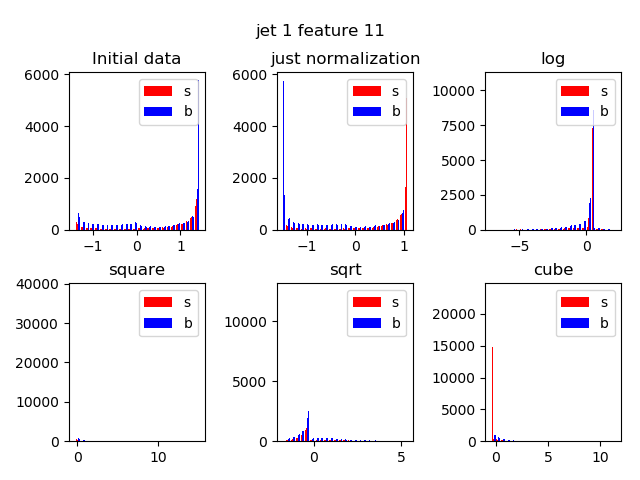 jet 1 feature 11
Initial data
just normalization
log
6000
4000
2000
0
−1
0
1
s
b
6000
4000
2000
0
−1
0
1
s
b
10000
7500
5000
2500
0
−5
0
s
b
square
sqrt
cube
40000
30000
20000
10000
0
0
10
s
b
10000
5000
0
0
5
s
b
20000
15000
10000
5000
0
0
5
10
s
b